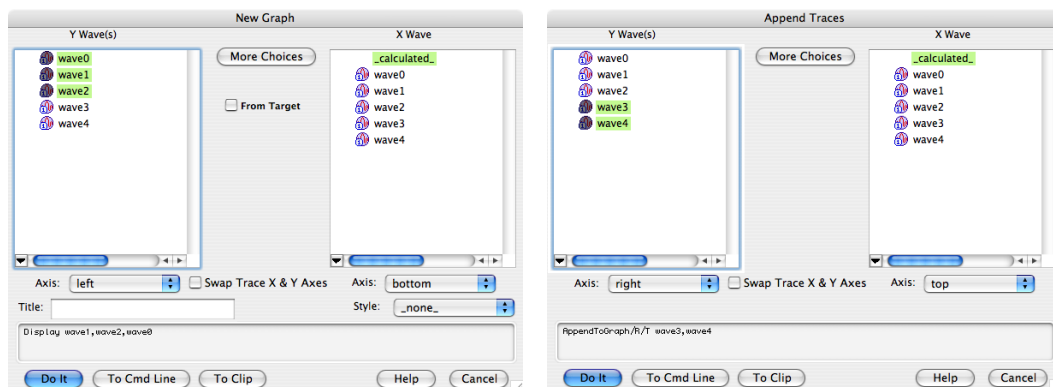 New Graph
Y Wave(s)
X Wave
wave0
wave1
wave2
wave3
wave4
More Choices
From Target
_calculated_
wave0
wave1
wave2
wave3
wave4
Axis: left
Swap Trace X & Y Axes
Axis: bottom
Title:
Style: _none_
Display wave1,wave2,wave0
Do It
To Cmd Line
To Clip
Help
Cancel
Append Traces
Y Wave(s)
X Wave
wave0
wave1
wave2
wave3
wave4
More Choices
_calculated_
wave0
wave1
wave2
wave3
wave4
Axis: right
Swap Trace X & Y Axes
Axis: top
AppendToGraph/R/T wave3,wave4
Do It
To Cmd Line
To Clip
Help
Cancel